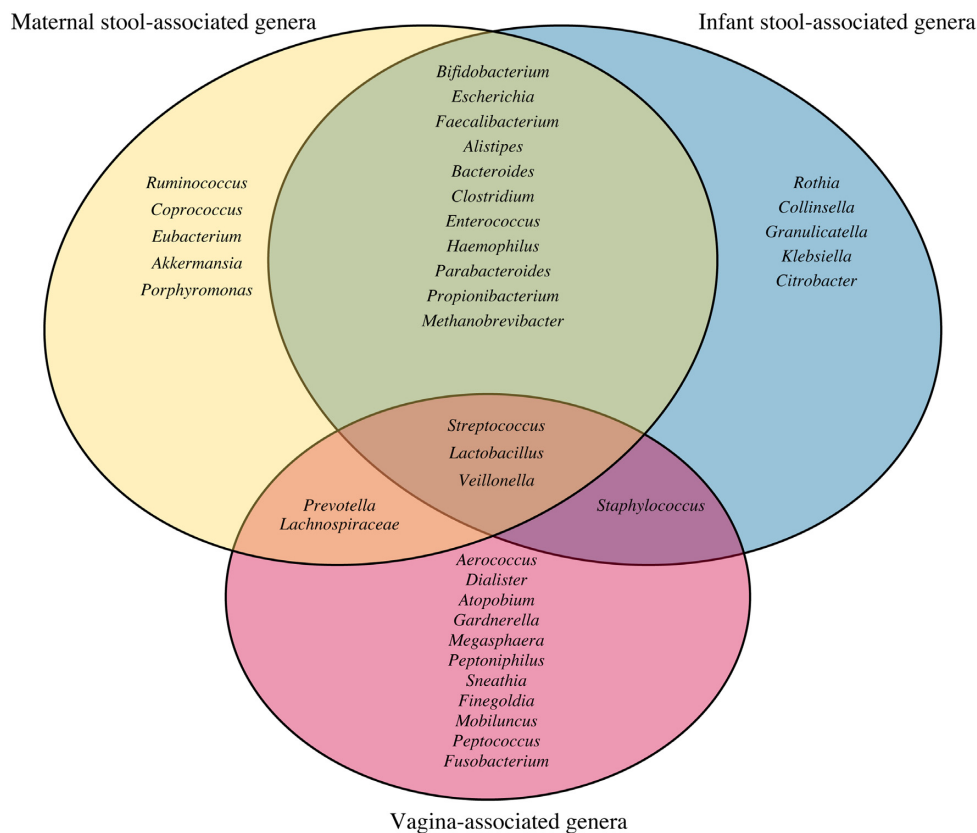 Maternal stool-associated genera
Infant stool-associated genera
Bifidobacterium
Escherichia
Faecalibacterium
Alistipes
Bacteroides
Clostridium
Enterococcus
Haemophilus
Parabacteroides
Propionibacterium
Methanobrevibacter
Ruminococcus
Coprococcus
Eubacterium
Akkermansia
Porphyromonas
Rothia
Collinsella
Granulicatella
Klebsiella
Citrobacter
Streptococcus
Lactobacillus
Veillonella
Prevotella
Lachnospiraceae
Staphylococcus
Aerococcus
Dialister
Atopobium
Gardnerella
Megasphaera
Peptoniphilus
Sneathia
Finegoldia
Mobiluncus
Peptococcus
Fusobacterium
Vagina-associated genera